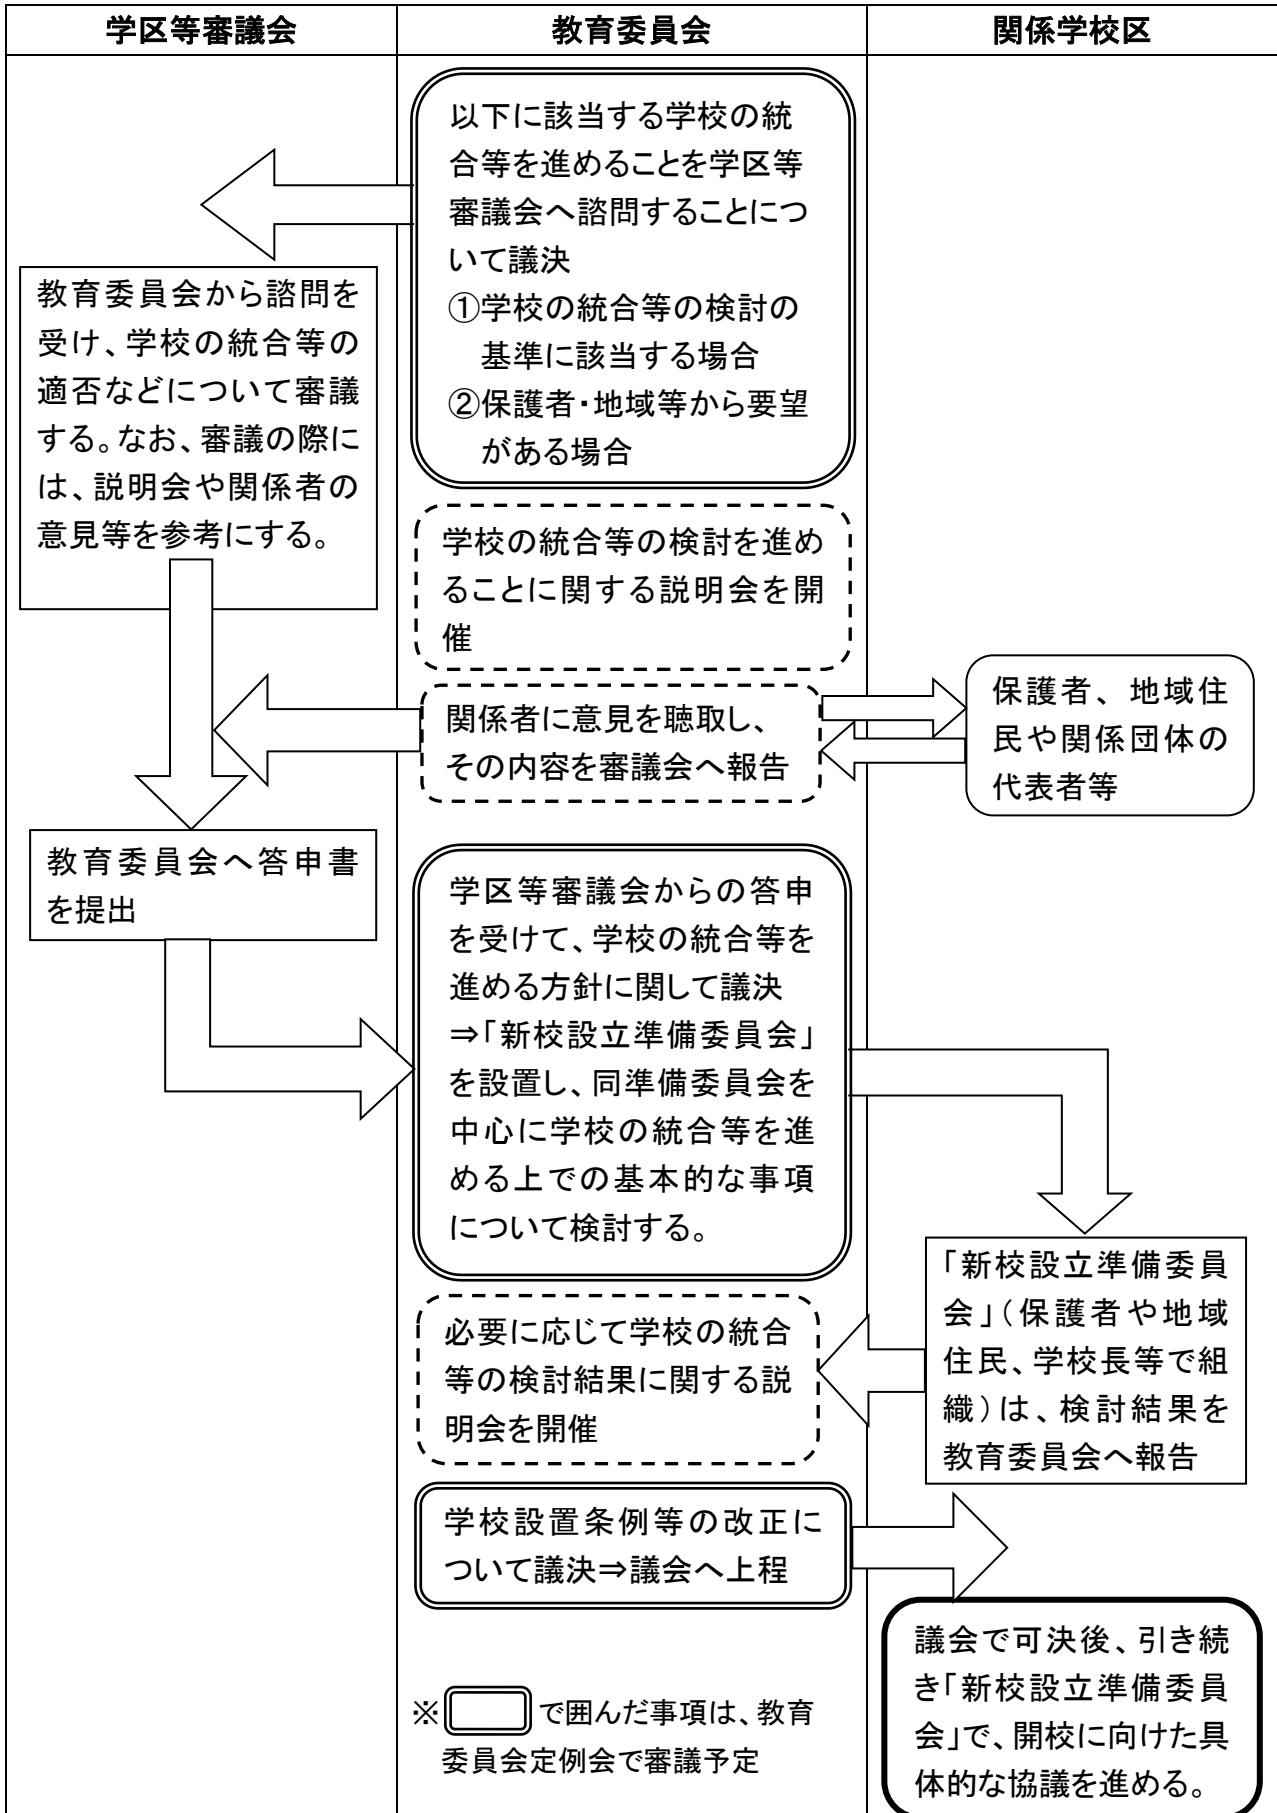 学区等審議会
教育委員会
関係学校区
以下に該当する学校の統
合等を進めることを学区等
審議会へ諮問することにつ
いて議決
①学校の統合等の検討の
基準に該当する場合
②保護者・地域等から要望
がある場合
教育委員会から諮問を
受け、学校の統合等の
適否などについて審議
する。なお、審議の際に
は、説明会や関係者の
意見等を参考にする。
学校の統合等の検討を進め
ることに関する説明会を開
催
関係者に意見を聴取し、
その内容を審議会へ報告
保護者、地域住
民や関係団体の
代表者等
教育委員会へ答申書
を提出
学区等審議会からの答申
を受けて、学校の統合等を
進める方針に関して議決
⇒「新校設立準備委員会」
を設置し、同準備委員会を
中心に学校の統合等を進
める上での基本的な事項
について検討する。
「新校設立準備委員
会」（保護者や地域
住民、学校長等で組
織）は、検討結果を
教育委員会へ報告
必要に応じて学校の統合
等の検討結果に関する説
明会を開催
学校設置条例等の改正に
ついて議決⇒議会へ上程
議会で可決後、引き続
き「新校設立準備委員
会」で、開校に向けた具
体的な協議を進める。
※で囲んだ事項は、教育
委員会定例会で審議予定